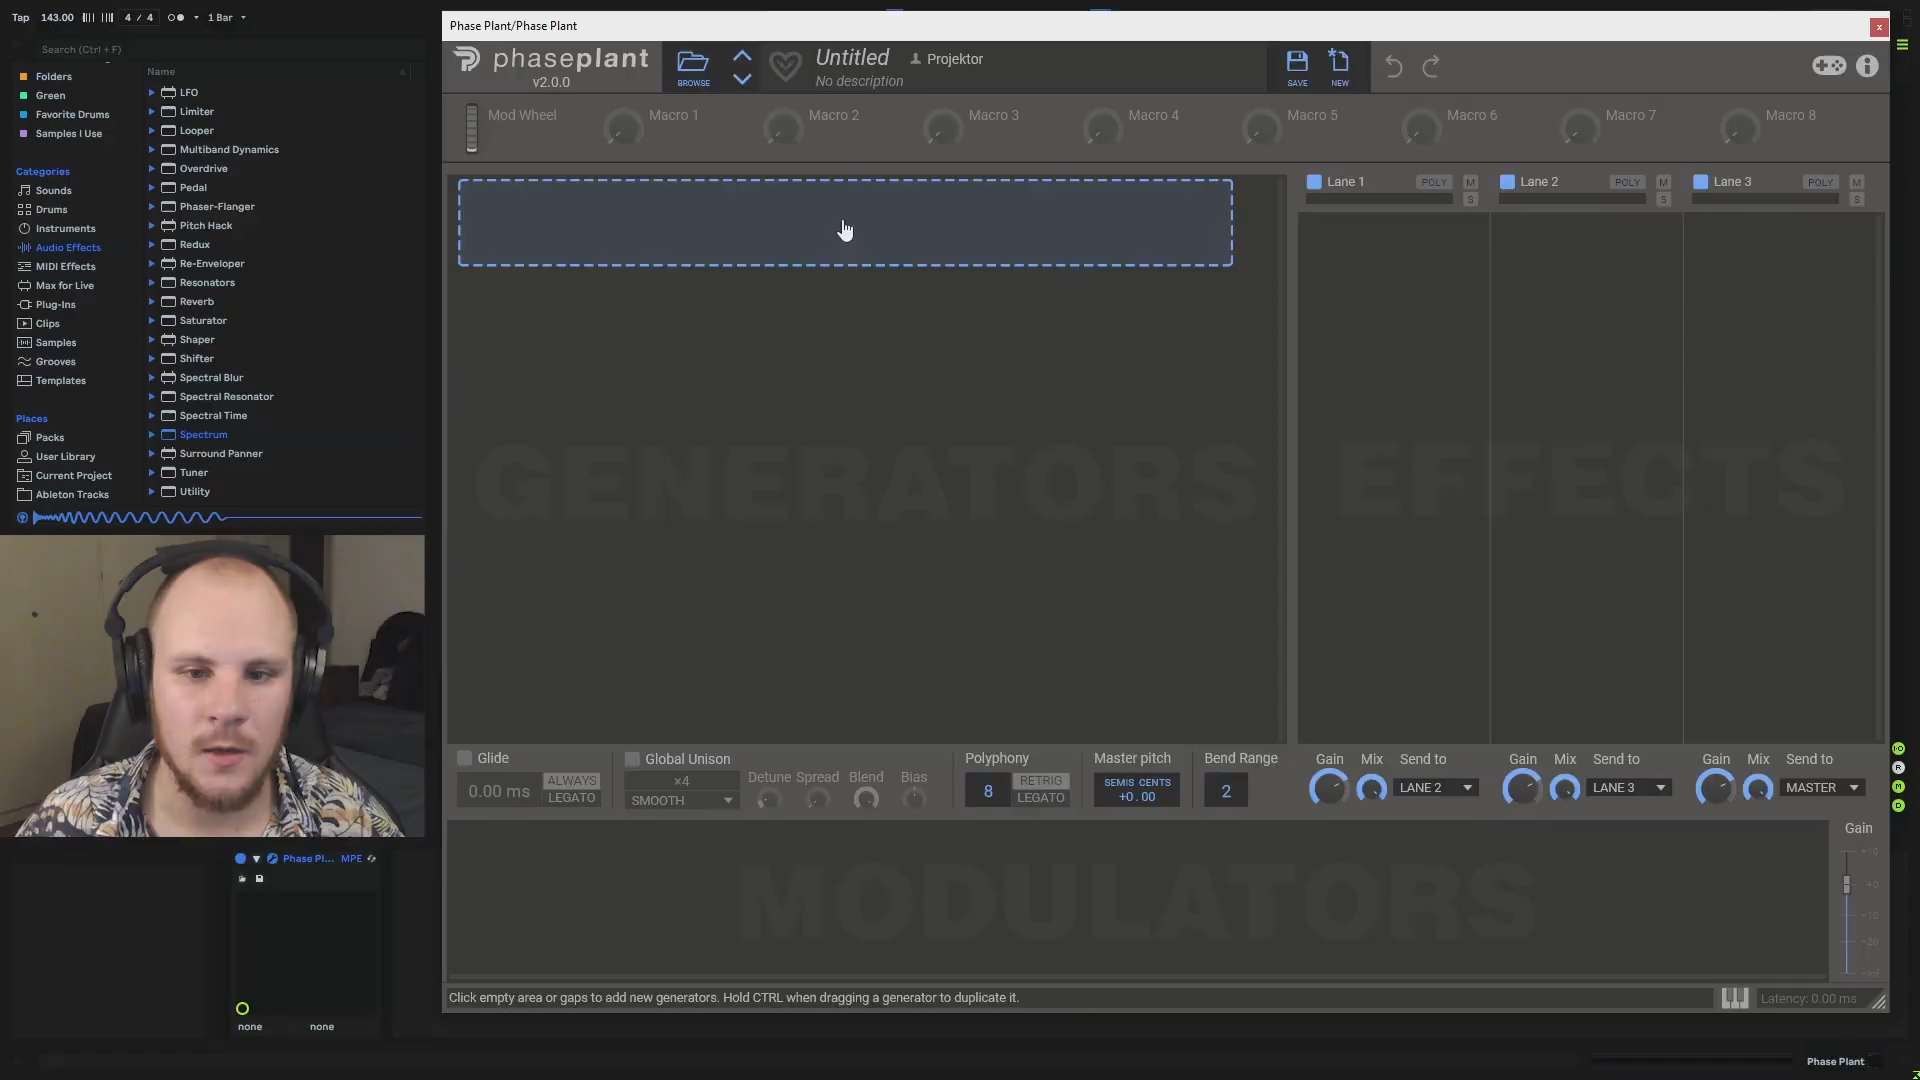 Tap 143.00 4 / 4 1 Bar
Search (Ctrl + F)
Folders
Green
Favorite Drums
Samples I Use
Categories
Sounds
Drums
Instruments
Audio Effects
MIDI Effects
Max for Live
Plug-Ins
Clips
Samples
Grooves
Templates
Places
Packs
User Library
Current Project
Ableton Tracks
Name
LFO
Limiter
Looper
Multiband Dynamics
Overdrive
Pedal
Phaser-Flanger
Pitch Hack
Redux
Re-Enveloper
Resonators
Reverb
Saturator
Shaper
Shifter
Spectral Blur
Spectral Resonator
Spectral Time
Spectrum
Surround Panner
Tuner
Utility
Phase Plant/Phase Plant x
phaseplant
v2.0.0
BROWSE
Untitled Projektor
No description
SAVE NEW
Mod Wheel Macro 1 Macro 2 Macro 3 Macro 4 Macro 5 Macro 6 Macro 7 Macro 8
Lane 1 POLY M S
Lane 2 POLY M S
Lane 3 POLY M S
GENERATORS
EFFECTS
Glide
0.00 ms ALWAYS
LEGATO
Global Unison
×4
SMOOTH
Detune Spread Blend Bias
Polyphony
8 RETRIG
LEGATO
Master pitch
SEMIS CENTS
+0.00
Bend Range
2
Gain Mix Send to
LANE 2
Gain Mix Send to
LANE 3
Gain Mix Send to
MASTER
MODULATORS
Gain
+10
+0
-10
-20
-Inf
Click empty area or gaps to add new generators. Hold CTRL when dragging a generator to duplicate it.
Latency: 0.00 ms
Phase Pl... MPE
none none
I·O
R
M
D
Phase Plant